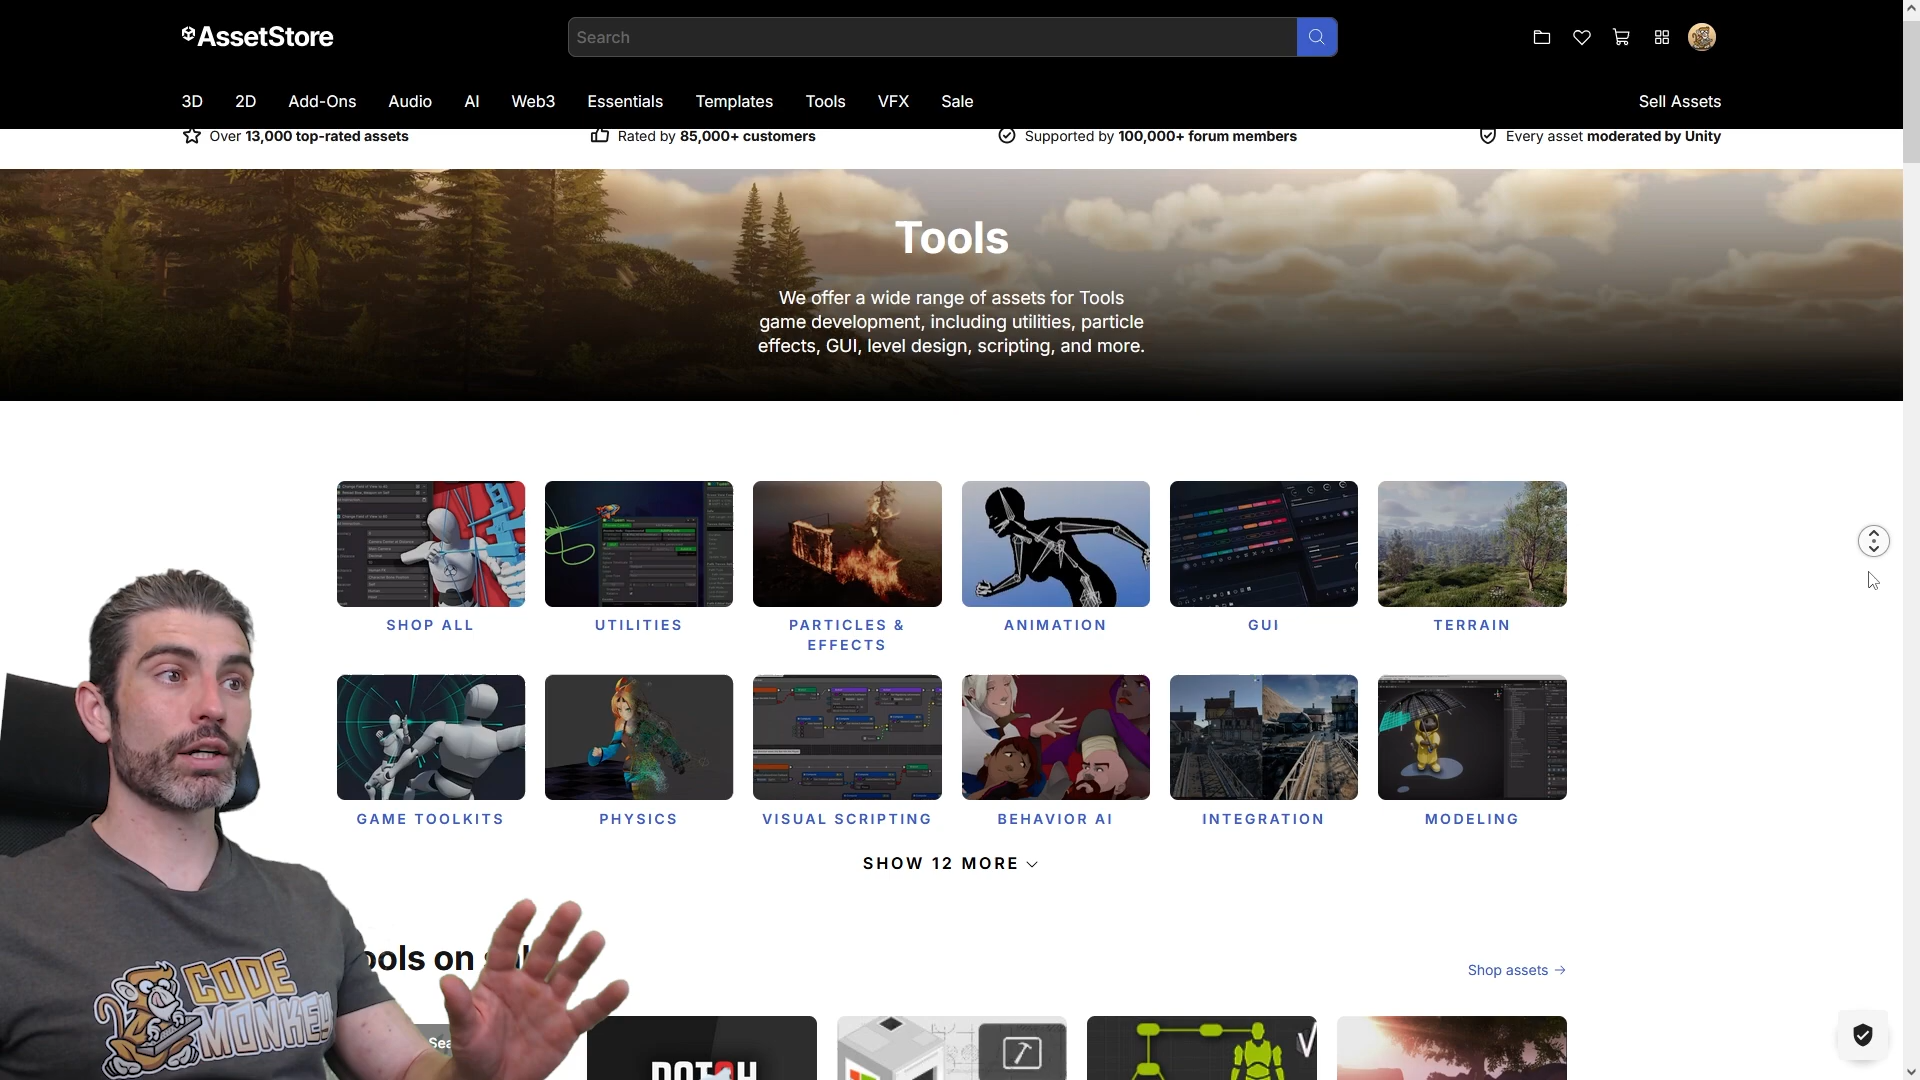 AssetStore
Search
3D 2D Add-Ons Audio AI Web3 Essentials Templates Tools VFX Sale Sell Assets
Over 13,000 top-rated assets Rated by 85,000+ customers Supported by 100,000+ forum members Every asset moderated by Unity
Tools
We offer a wide range of assets for Tools
game development, including utilities, particle
effects, GUI, level design, scripting, and more.
SHOP ALL UTILITIES PARTICLES & EFFECTS ANIMATION GUI TERRAIN
GAME TOOLKITS PHYSICS VISUAL SCRIPTING BEHAVIOR AI INTEGRATION MODELING
SHOW 12 MORE
ools on
Shop assets →
Sea
CODE
MONKEY